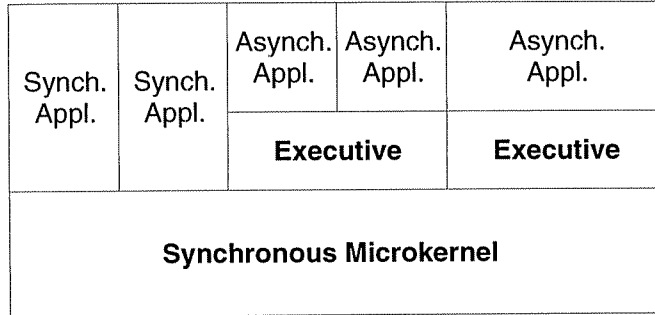 Synch.
Appl.
Synch.
Appl.
Asynch.
Appl.
Asynch.
Appl.
Asynch.
Appl.
Executive
Executive
Synchronous Microkernel